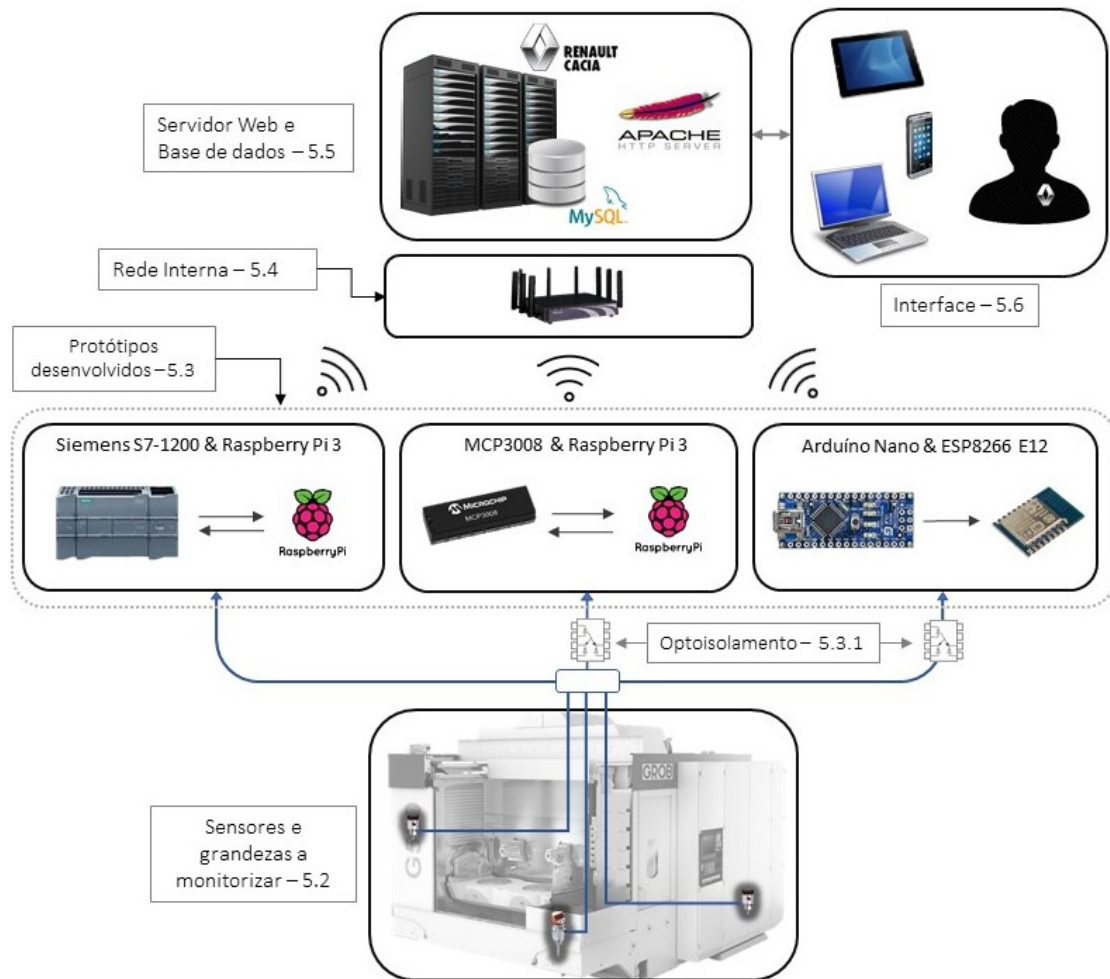 RENAULT
CACIA
APACHE
HTTP SERVER
MySQL.
Servidor Web e
Base de dados – 5.5
Rede Interna – 5.4
Interface – 5.6
Protótipos
desenvolvidos – 5.3
Siemens S7-1200 & Raspberry Pi 3
RaspberryPi
MCP3008 & Raspberry Pi 3
MICROCHIP
MCP3008
RaspberryPi
Arduíno Nano & ESP8266 E12
Optoisolamento – 5.3.1
GROB
Sensores e
grandezas a
monitorizar – 5.2